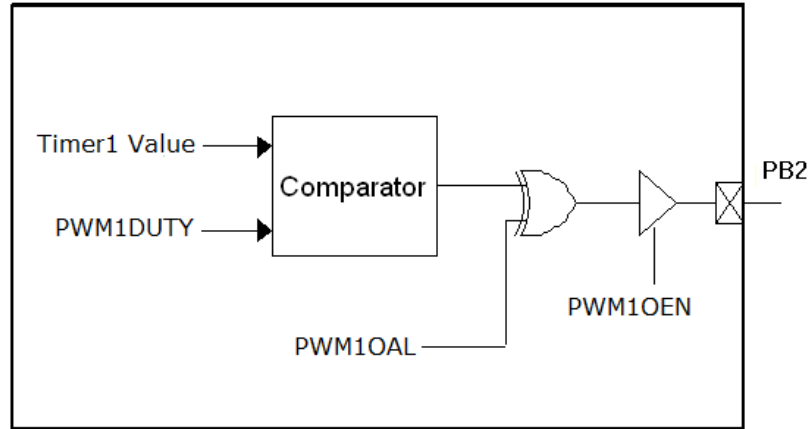 Timer1 Value
Comparator
PB2
PWM1DUTY
PWM1OEN
PWM1OAL